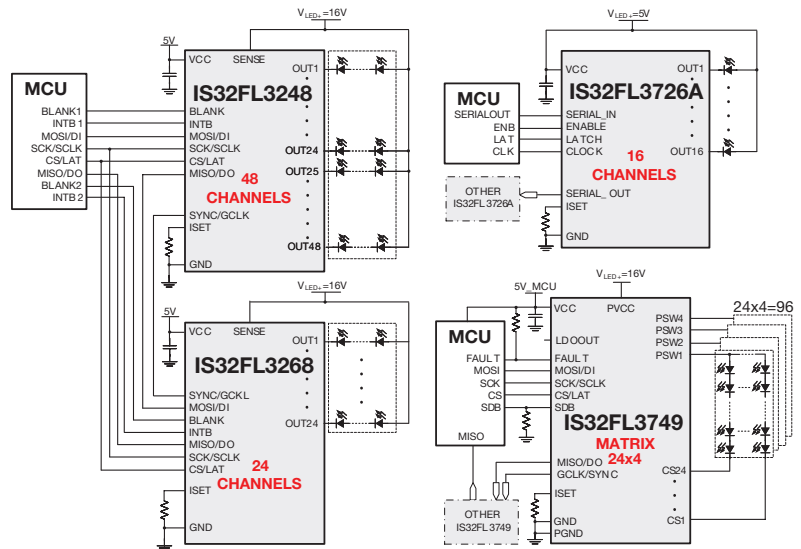 VLED+=16V
5V
VCC
SENSE
OUT1
MCU
IS32FL3248
BLANK1
INTB1
MOSI/DI
SCK/SCLK
CS/LAT
MISO/DO
BLANK2
INTB2
BLANK
INTB
MOSI/DI
SCK/SCLK
CS/LAT
MISO/DO
48
CHANNELS
OUT24
OUT25
SYNC/GCLK
ISET
GND
OUT48
VLED+=16V
5V
VCC
SENSE
OUT1
IS32FL3268
SYNC/GCKL
MOSI/DI
BLANK
INTB
MISO/DO
SCK/SCLK
CS/LAT
OUT24
24
CHANNELS
ISET
GND
VLED+=5V
VCC
OUT1
MCU
IS32FL3726A
SERIALOUT
ENB
LAT
CLK
SERIAL_IN
ENABLE
LATCH
CLOCK
OUT16
16
CHANNELS
OTHER
IS32FL3726A
SERIAL_OUT
ISET
GND
VLED+=16V
5V_MCU
VCC
PVCC
PSW4
PSW3
PSW2
PSW1
24x4=96
MCU
LDOOUT
FAULT
MOSI
SCK
CS
SDB
MISO
FAULT
MOSI/DI
SCK/SCLK
CS/LAT
SDB
IS32FL3749
MATRIX
24x4
MISO/DO
GCLK/SYNC
CS24
ISET
OTHER
IS32FL3749
GND
PGND
CS1